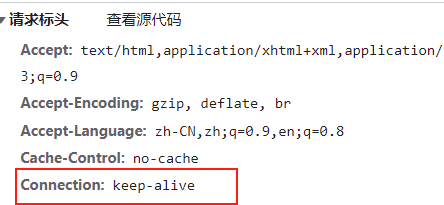 请求标头 查看源代码
Accept: text/html,application/xhtml+xml,application/
3;q=0.9
Accept-Encoding: gzip, deflate, br
Accept-Language: zh-CN,zh;q=0.9,en;q=0.8
Cache-Control: no-cache
Connection: keep-alive